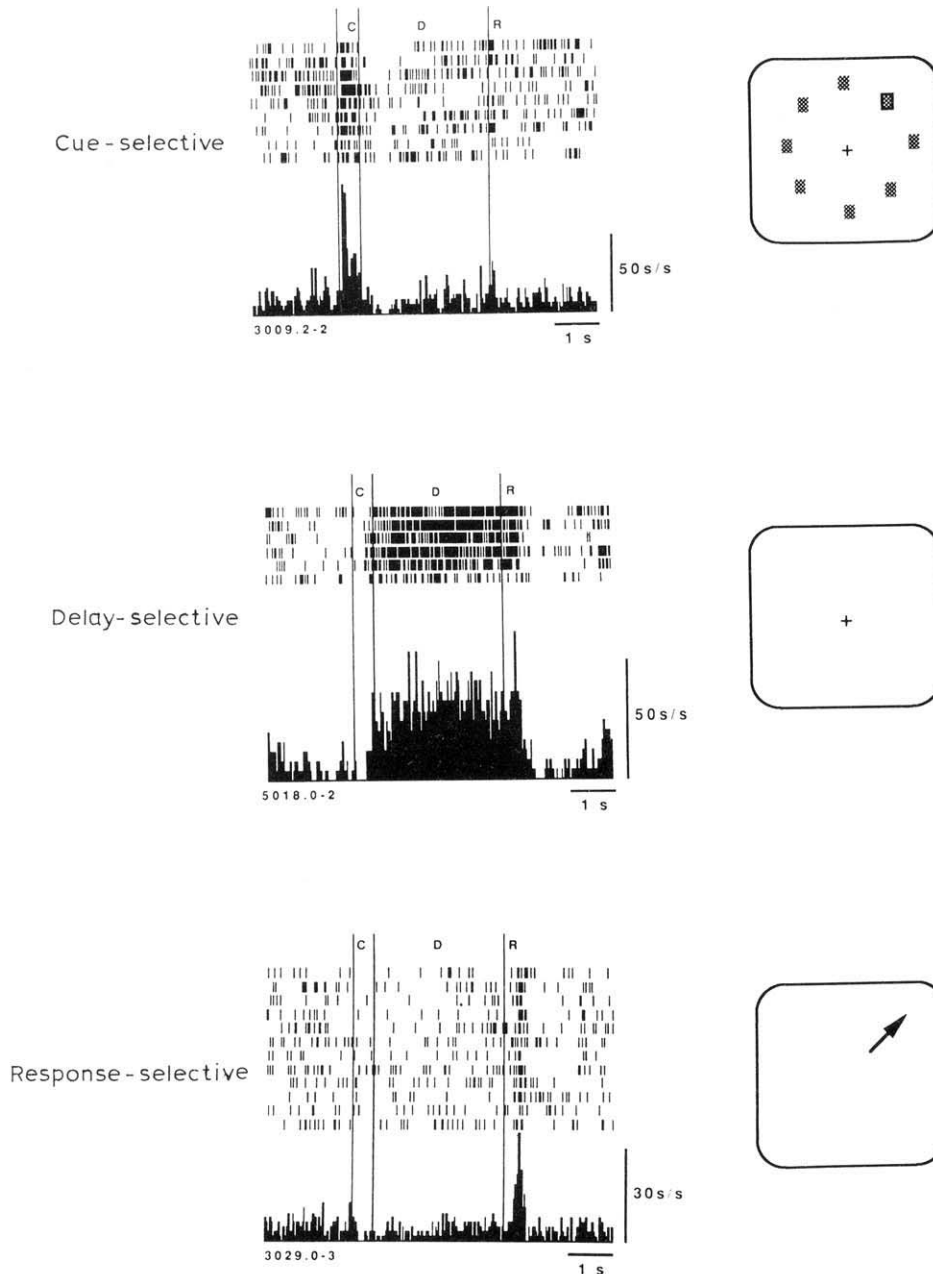 C D R
Cue-selective
50s/s
3009.2-2
1 s
C D R
Delay-selective
50s/s
5018.0-2
1 s
C D R
Response-selective
30s/s
3029.0-3
1 s